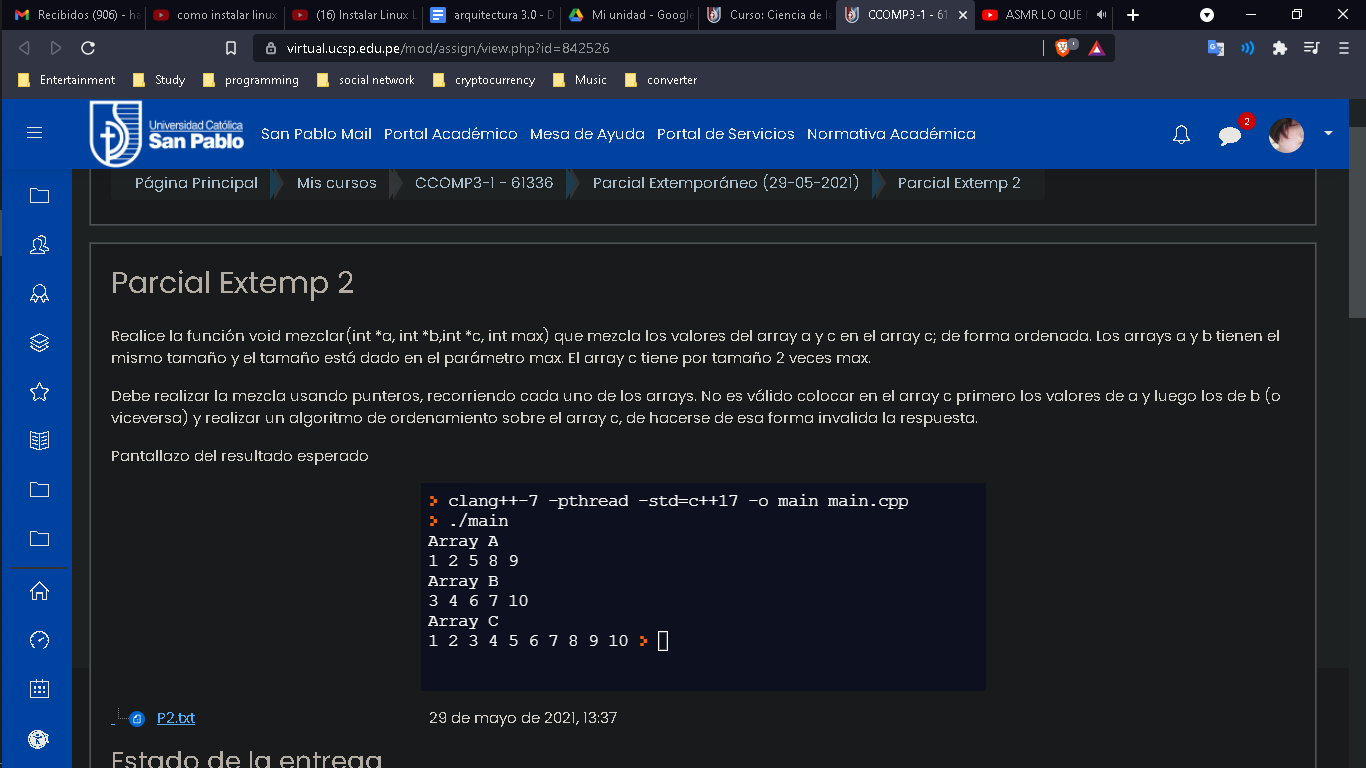 Recibidos (906) - ha
como instalar linux
(16) Instalar Linux L
arquitectura 3.0 - D
Mi unidad - Google
Curso: Ciencia de la
CCOMP3-1 - 61
ASMR LO QUE
virtual.ucsp.edu.pe/mod/assign/view.php?id=842526
Entertainment Study programming social network cryptocurrency Music converter
Universidad Católica
San Pablo
San Pablo Mail Portal Académico Mesa de Ayuda Portal de Servicios Normativa Académica
2
Página Principal Mis cursos CCOMP3-1 - 61336 Parcial Extemporáneo (29-05-2021) Parcial Extemp 2
Parcial Extemp 2
Realice la función void mezclar(int *a, int *b,int *c, int max) que mezcla los valores del array a y c en el array c; de forma ordenada. Los arrays a y b tienen el
mismo tamaño y el tamaño está dado en el parámetro max. El array c tiene por tamaño 2 veces max.
Debe realizar la mezcla usando punteros, recorriendo cada uno de los arrays. No es válido colocar en el array c primero los valores de a y luego los de b (o
viceversa) y realizar un algoritmo de ordenamiento sobre el array c, de hacerse de esa forma invalida la respuesta.
Pantallazo del resultado esperado
> clang++-7 -pthread -std=c++17 -o main main.cpp
> ./main
Array A
1 2 5 8 9
Array B
3 4 6 7 10
Array C
1 2 3 4 5 6 7 8 9 10 >
P2.txt 29 de mayo de 2021, 13:37
Estado de la entrega